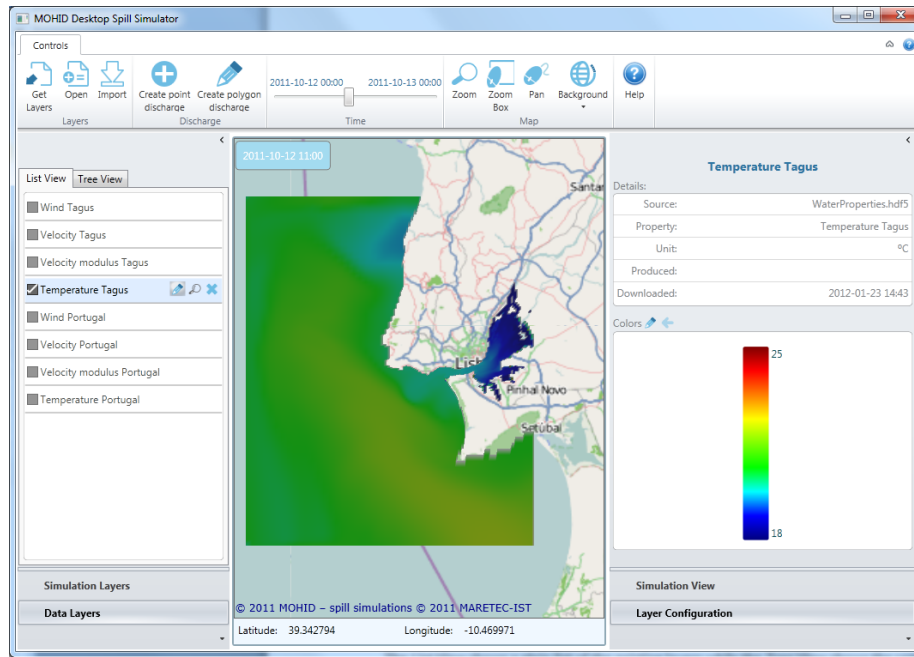 MOHID Desktop Spill Simulator
Controls
Get Layers
Open
Import
Create point discharge
Create polygon discharge
2011-10-12 00:00
2011-10-13 00:00
Zoom
Zoom Box
Pan
Background
Help
Layers
Discharge
Time
Map
List View
Tree View
Wind Tagus
Velocity Tagus
Velocity modulus Tagus
Temperature Tagus
Wind Portugal
Velocity Portugal
Velocity modulus Portugal
Temperature Portugal
Simulation Layers
Data Layers
2011-10-12 11:00
Santar
Pinhal Novo
Setúbal
© 2011 MOHID – spill simulations © 2011 MARETEC-IST
Latitude: 39.342794
Longitude: -10.469971
Temperature Tagus
Details:
Source: WaterProperties.hdf5
Property: Temperature Tagus
Unit: ºC
Produced:
Downloaded: 2012-01-23 14:43
Colors
25
18
Simulation View
Layer Configuration